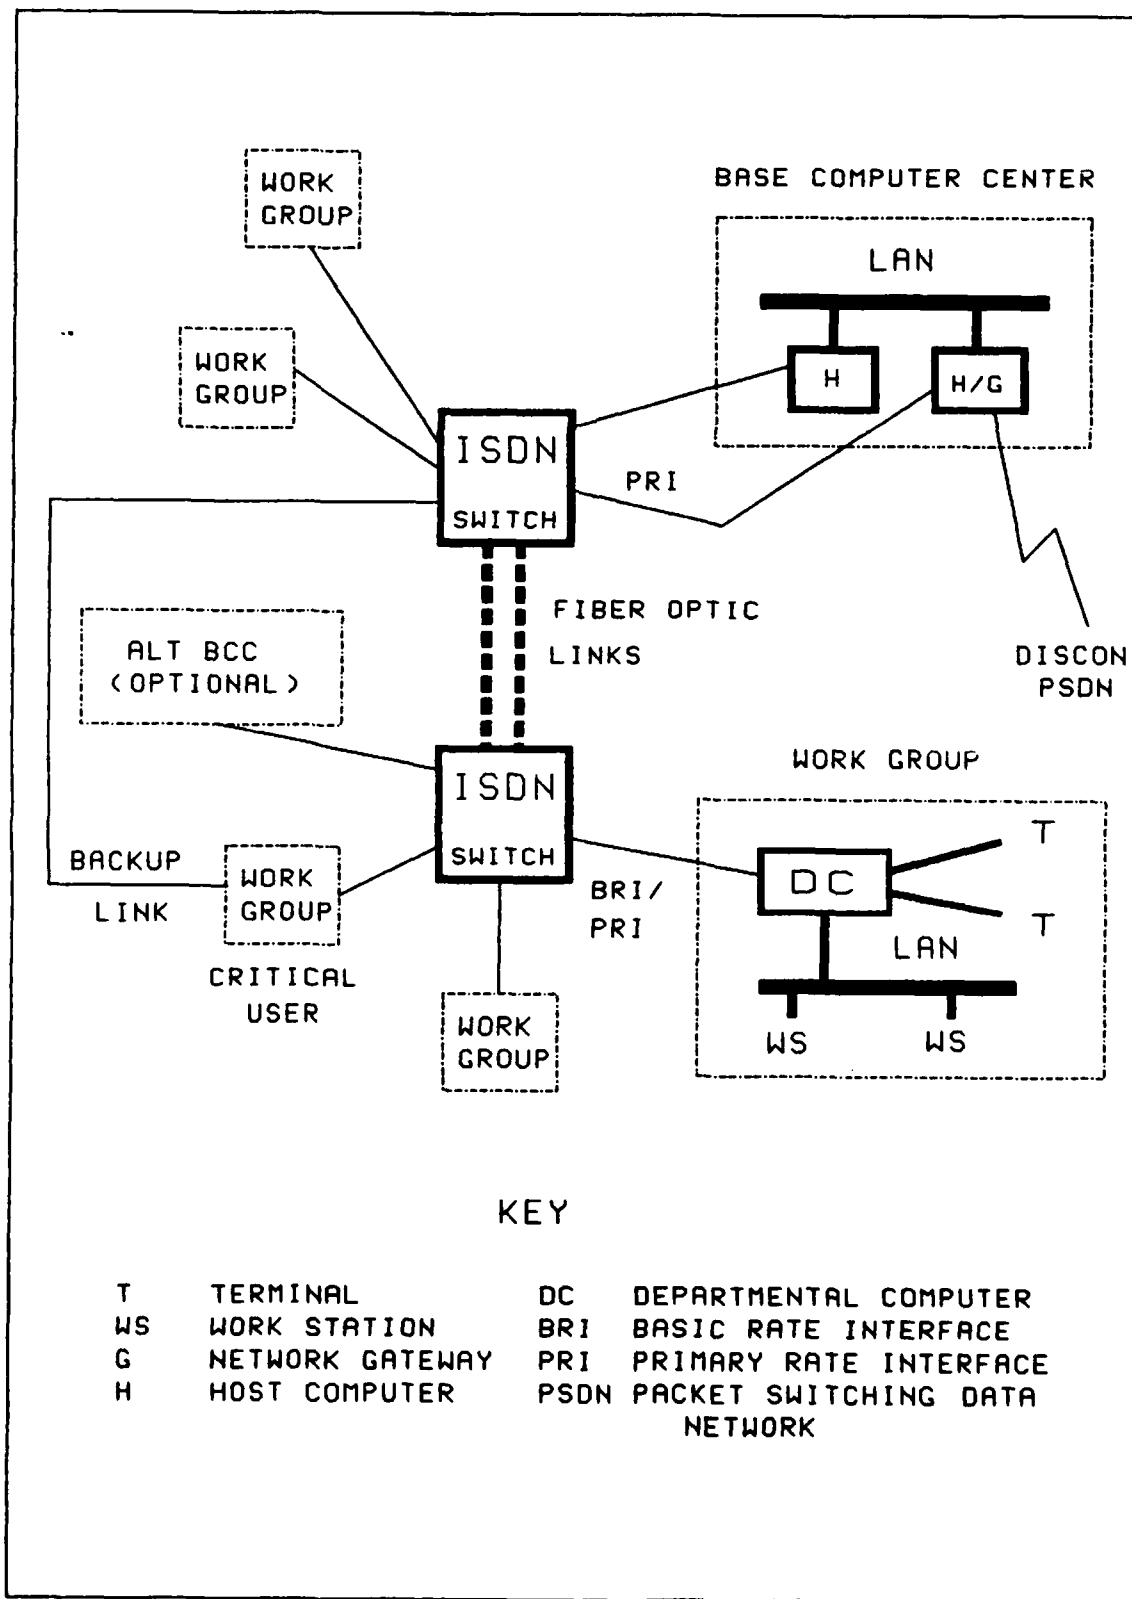 WORK
GROUP
BASE COMPUTER CENTER
LAN
WORK
GROUP
H
H/G
ISDN
SWITCH
PRI
FIBER OPTIC
LINKS
ALT BCC
(OPTIONAL)
DISCON
PSDN
ISDN
SWITCH
WORK GROUP
BACKUP
LINK
WORK
GROUP
CRITICAL
USER
BRI/
PRI
DC
T
T
LAN
WS
WS
WORK
GROUP
KEY
T TERMINAL
WS WORK STATION
G NETWORK GATEWAY
H HOST COMPUTER
DC DEPARTMENTAL COMPUTER
BRI BASIC RATE INTERFACE
PRI PRIMARY RATE INTERFACE
PSDN PACKET SWITCHING DATA
NETWORK